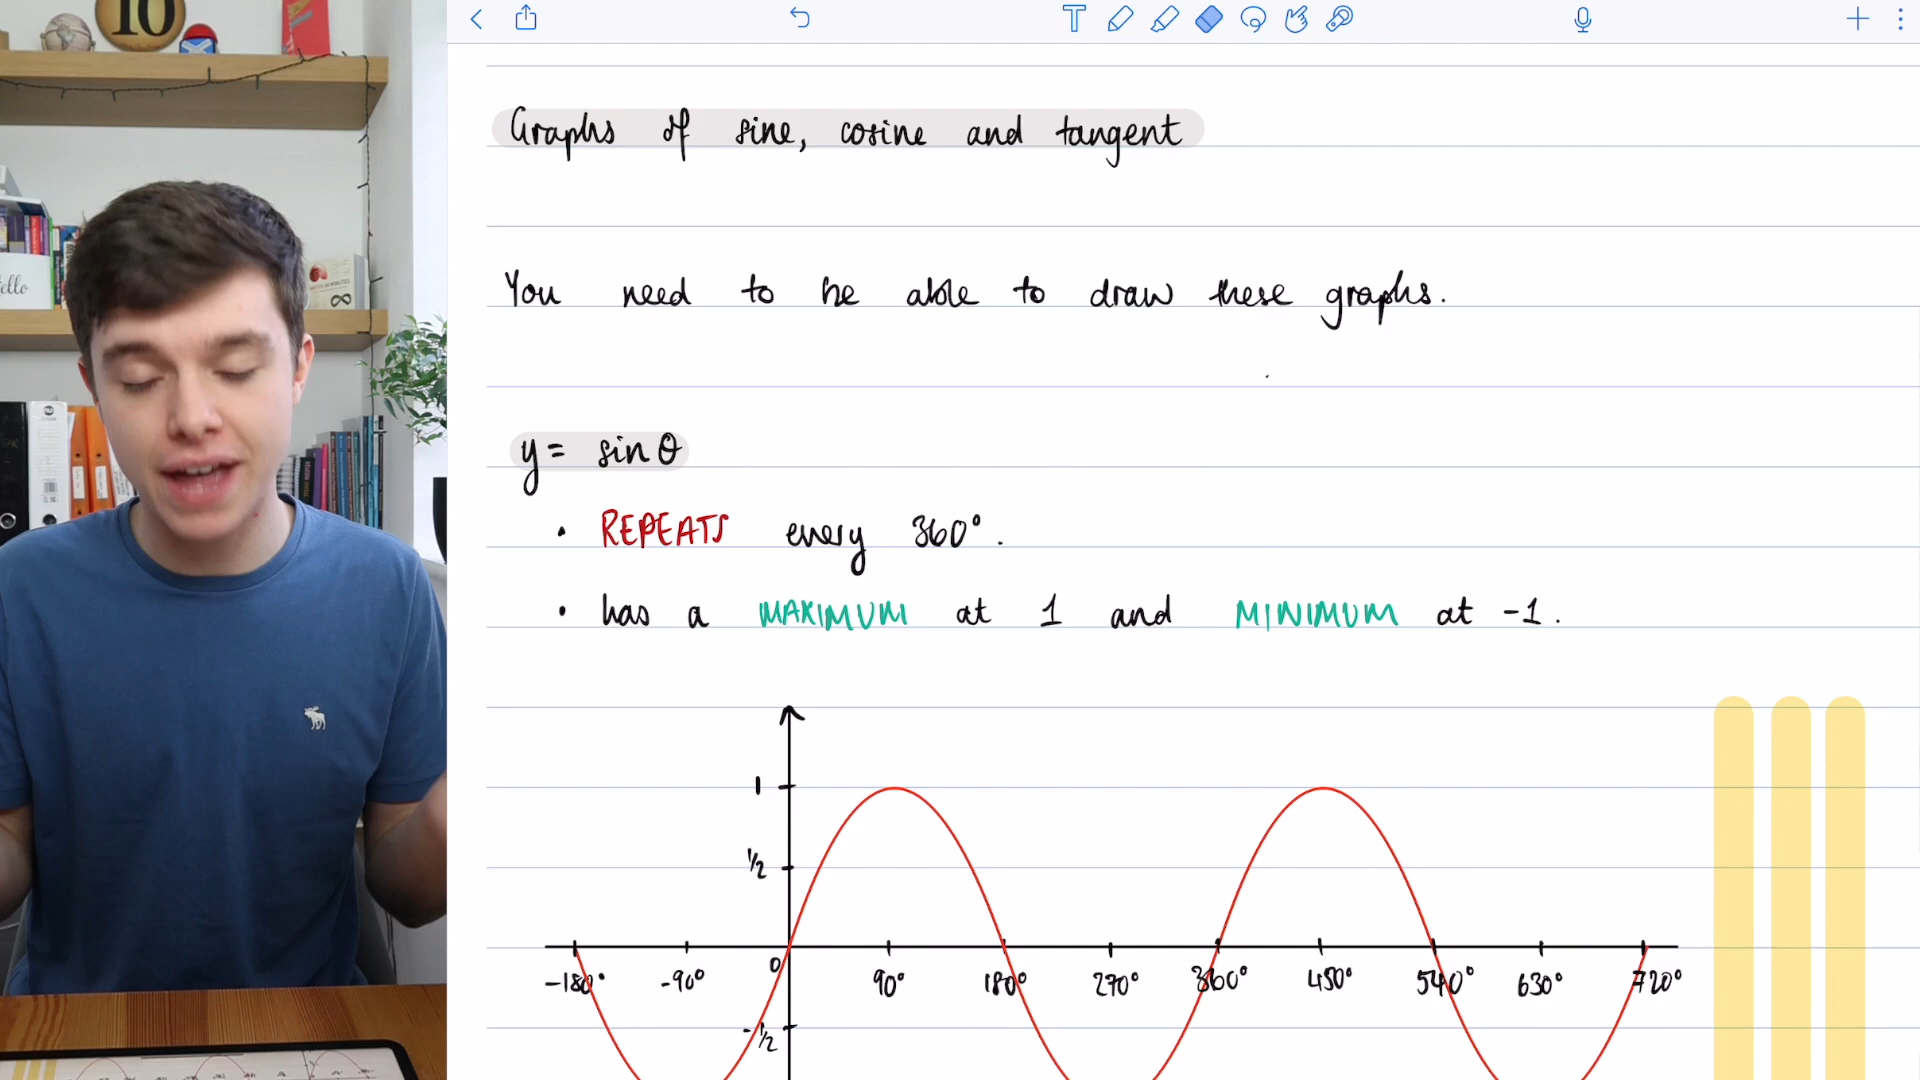 10
ello
Graphs of sine, cosine and tangent
You need to be able to draw these graphs.
y = sin θ
• REPEATS every 360°.
• has a MAXIMUM at 1 and MINIMUM at -1.
1
1/2
0
-180° -90° 90° 180° 270° 360° 450° 540° 630° 720°
-1/2